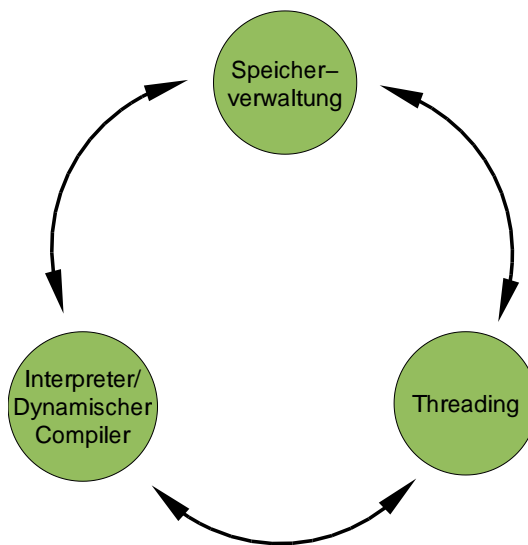 Speicher–
verwaltung
Interpreter/
Dynamischer
Compiler
Threading